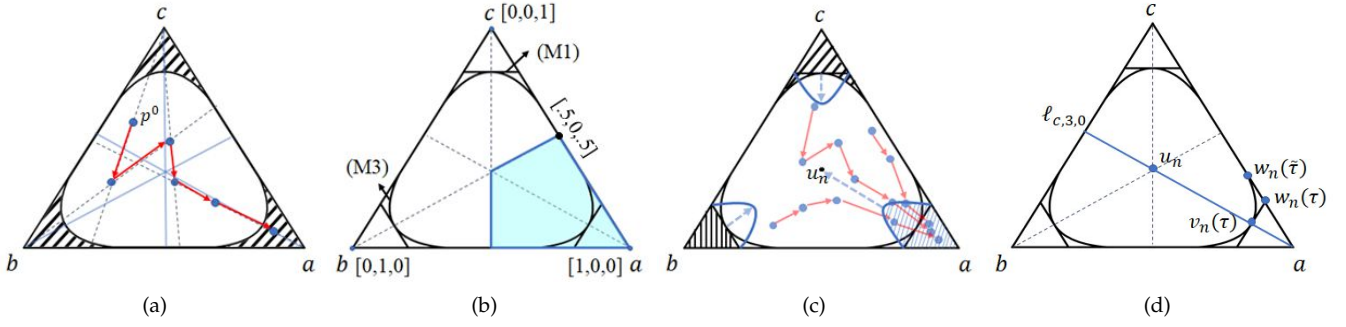 c
p⁰
b
a
(a)
c [0,0,1]
(M1)
[.5,0,.5]
(M3)
b [0,1,0]
[1,0,0] a
(b)
c
uₙ
b
a
(c)
c
ℓ_{c,3,0}
uₙ
wₙ(τ̃)
wₙ(τ)
vₙ(τ)
b
a
(d)